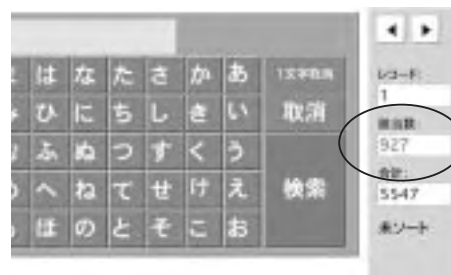 は な た さ か あ 1文字取消
ひ に ち し き い 取消
ふ ぬ つ す く う
へ ね て せ け え 検索
ほ の と そ こ お
レコード:
1
該当数:
927
合計:
5547
未ソート